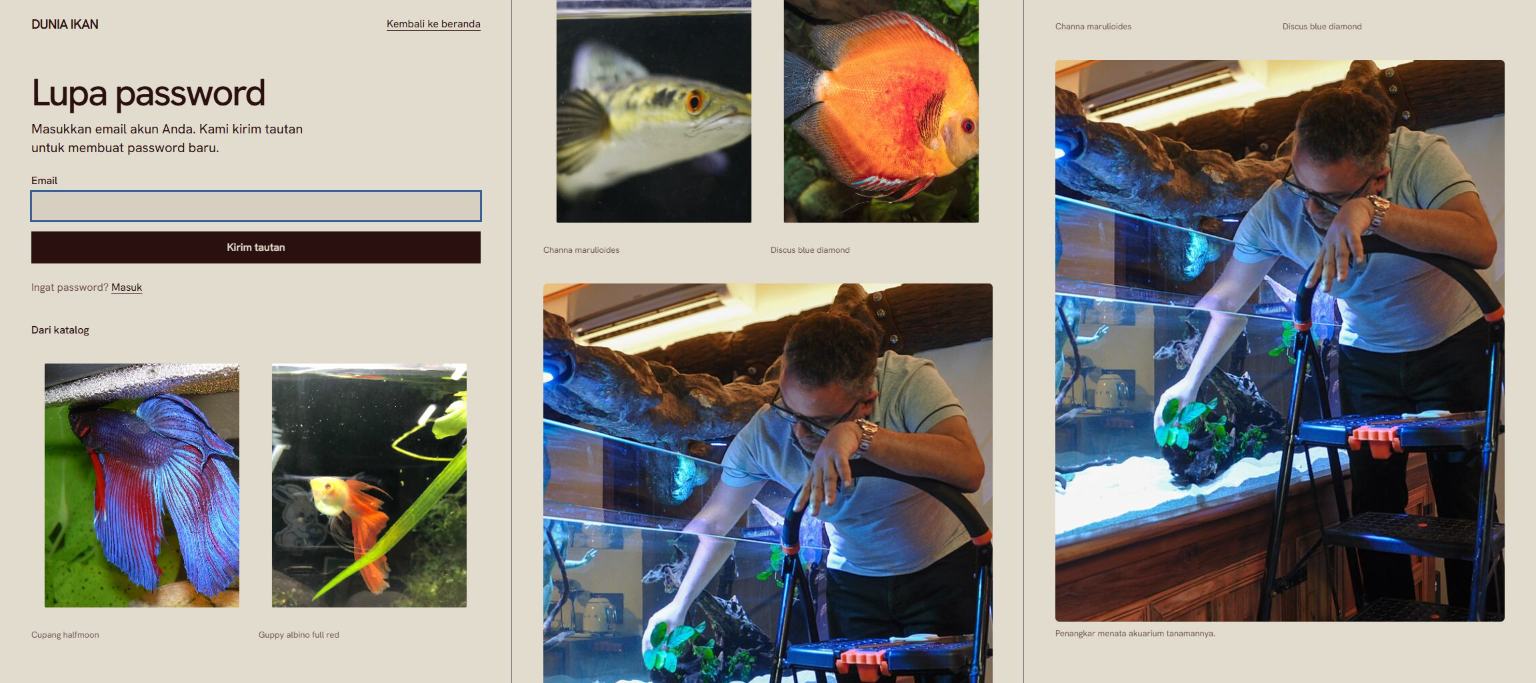 DUNIA IKAN
Kembali ke beranda
Lupa password
Masukkan email akun Anda. Kami kirim tautan
untuk membuat password baru.
Email
Kirim tautan
Ingat password? Masuk
Dari katalog
Cupang halfmoon
Guppy albino full red
Channa marulioides
Discus blue diamond
Channa marulioides
Discus blue diamond
Penangkar menata akuarium tanamannya.